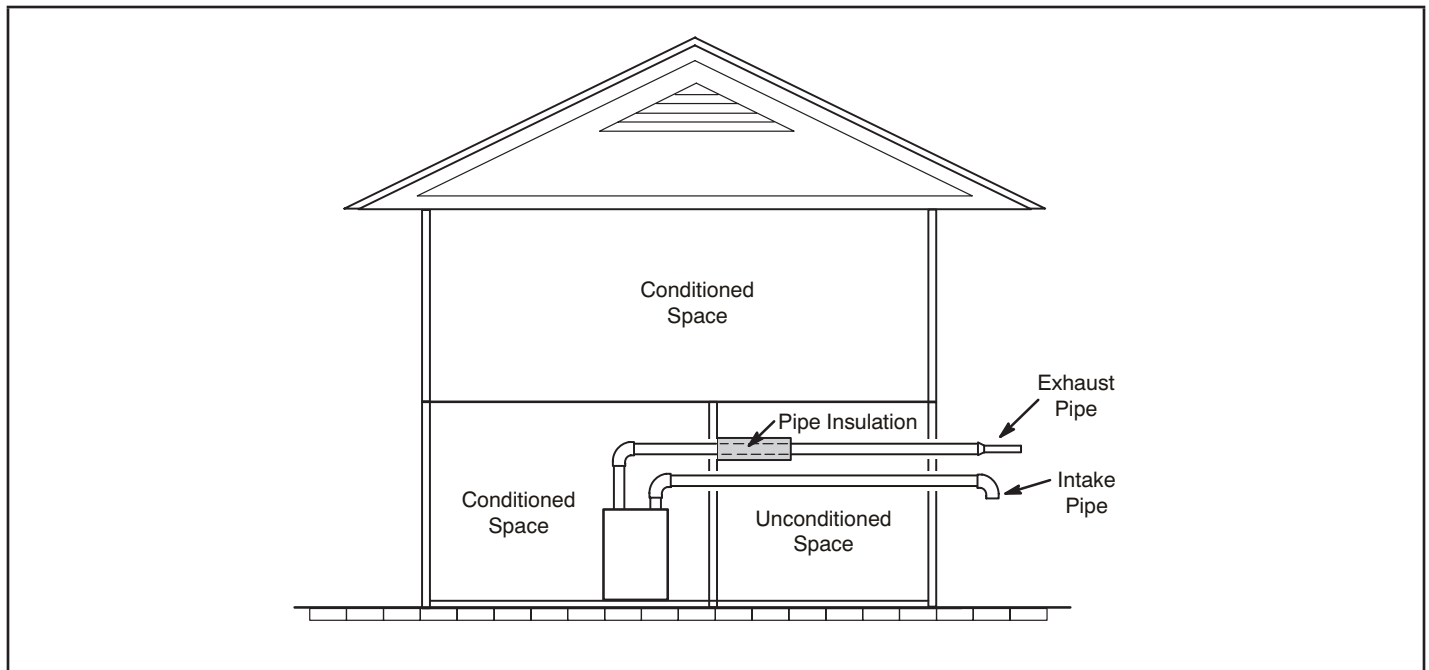 Conditioned
Space
Exhaust
Pipe
Pipe Insulation
Intake
Pipe
Conditioned
Space
Unconditioned
Space